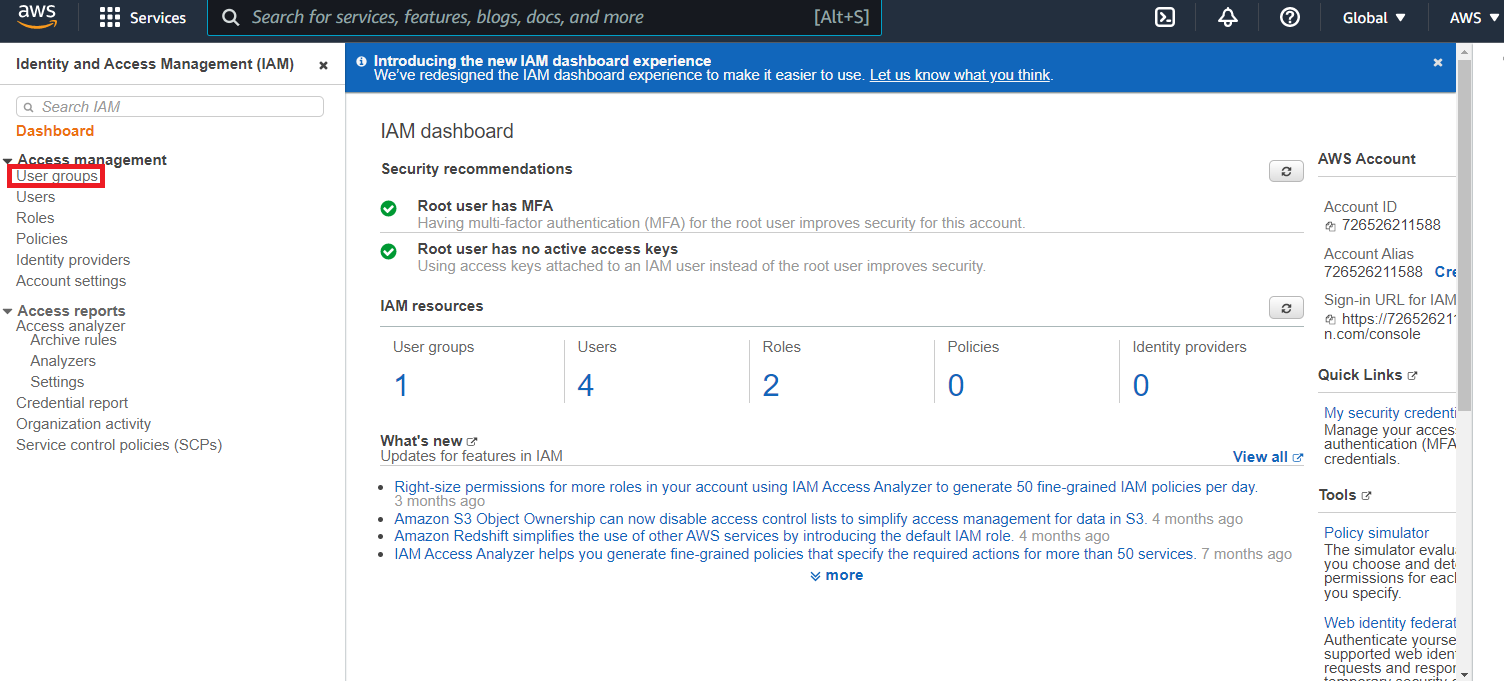 aws
Services
Search for services, features, blogs, docs, and more
[Alt+S]
Global
AWS
Identity and Access Management (IAM)
Search IAM
Dashboard
Access management
User groups
Users
Roles
Policies
Identity providers
Account settings
Access reports
Access analyzer
Archive rules
Analyzers
Settings
Credential report
Organization activity
Service control policies (SCPs)
Introducing the new IAM dashboard experience
We've redesigned the IAM dashboard experience to make it easier to use. Let us know what you think.
IAM dashboard
Security recommendations
Root user has MFA
Having multi-factor authentication (MFA) for the root user improves security for this account.
Root user has no active access keys
Using access keys attached to an IAM user instead of the root user improves security.
IAM resources
User groups
1
Users
4
Roles
2
Policies
0
Identity providers
0
What's new
Updates for features in IAM
View all
Right-size permissions for more roles in your account using IAM Access Analyzer to generate 50 fine-grained IAM policies per day.
3 months ago
Amazon S3 Object Ownership can now disable access control lists to simplify access management for data in S3. 4 months ago
Amazon Redshift simplifies the use of other AWS services by introducing the default IAM role. 4 months ago
IAM Access Analyzer helps you generate fine-grained policies that specify the required actions for more than 50 services. 7 months ago
more
AWS Account
Account ID
726526211588
Account Alias
726526211588 Cre
Sign-in URL for IAM
https://72652621
n.com/console
Quick Links
My security credenti
Manage your acces
authentication (MFA
credentials.
Tools
Policy simulator
The simulator evalu
you choose and det
permissions for eac
you specify.
Web identity federat
Authenticate yourse
supported web iden
requests and respor